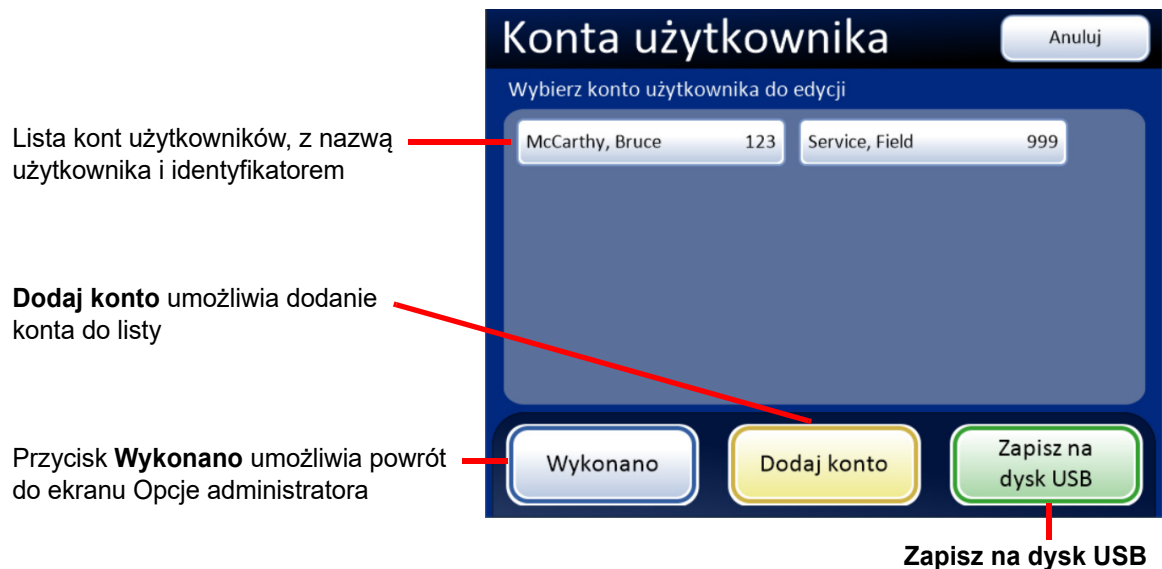 Konta użytkownika
Anuluj
Wybierz konto użytkownika do edycji
Lista kont użytkowników, z nazwą
użytkownika i identyfikatorem
McCarthy, Bruce 123
Service, Field 999
Dodaj konto umożliwia dodanie
konta do listy
Przycisk Wykonano umożliwia powrót
do ekranu Opcje administratora
Wykonano
Dodaj konto
Zapisz na
dysk USB
Zapisz na dysk USB